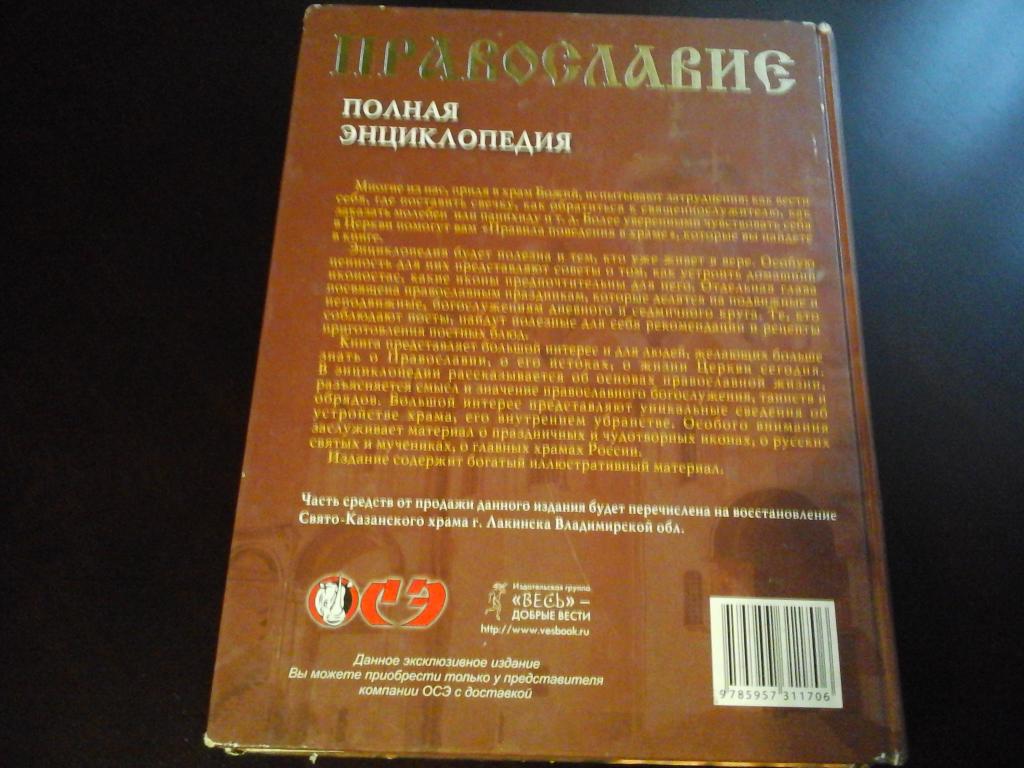 ПРАВОСЛАВИЕ
ПОЛНАЯ
ЭНЦИКЛОПЕДИЯ
Многие из нас, придя в храм Божий, испытывают затруднения: как вести
себя, где поставить свечку, как обратиться к священнослужителю, как
заказать молебен или панихиду и т. д. Более уверенными чувствовать себя
в Церкви помогут вам «Правила поведения в храме», которые вы найдете
в книге.
Энциклопедия будет полезна и тем, кто уже живет в вере. Особую
ценность для них представляют советы о том, как устроить домашний
иконостас, какие иконы предпочтительны для него. Отдельная глава
посвящена православным праздникам, которые делятся на подвижные и
неподвижные, богослужениям дневного и седмичного круга. Те, кто
соблюдают посты, найдут полезные для себя рекомендации и рецепты
приготовления постных блюд.
Книга представляет большой интерес и для людей, желающих больше
знать о Православии, о его истоках, о жизни Церкви сегодня.
В энциклопедии рассказывается об основах православной жизни,
разъясняется смысл и значение православного богослужения, таинств и
обрядов. Большой интерес представляют уникальные сведения об
устройстве храма, его внутреннем убранстве. Особого внимания
заслуживает материал о праздничных и чудотворных иконах, о русских
святых и мучениках, о главных храмах России.
Издание содержит богатый иллюстративный материал.
Часть средств от продажи данного издания будет перечислена на восстановление
Свято-Казанского храма г. Лакинска Владимирской обл.
ОСЭ
Издательская группа
«ВЕСЬ» –
ДОБРЫЕ ВЕСТИ
http://www.vesbook.ru
Данное эксклюзивное издание
Вы можете приобрести только у представителя
компании ОСЭ с доставкой
9785957311706